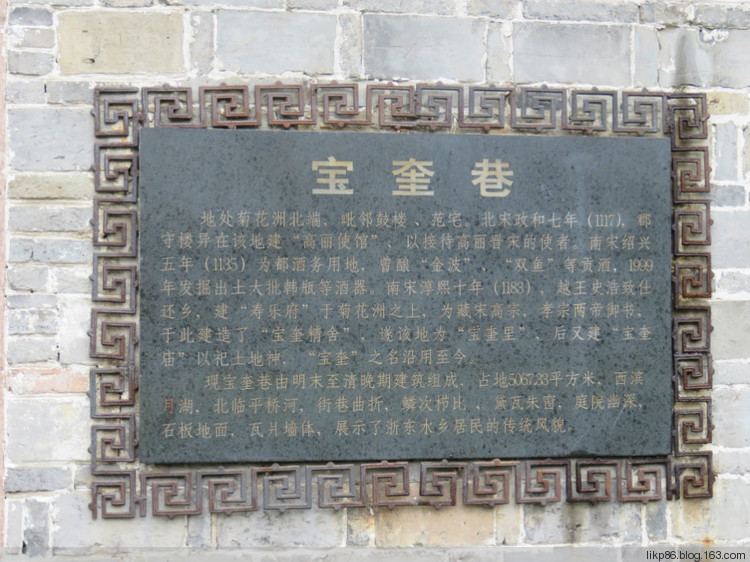 宝奎巷
地处菊花洲北端，毗邻鼓楼、范宅。北宋政和七年（1117），郡
守楼异在该地建“高丽使馆”，以接待高丽晋宋的使者。南宋绍兴
五年（1135）为都酒务用地，曾酿“金波”、“双鱼”等贡酒，1999
年发掘出土大批韩瓶等酒器。南宋淳熙十年（1183），越王史浩致仕
还乡，建“寿乐府”于菊花洲之上，为藏宋高宗，孝宗两帝御书，
于此建造了“宝奎精舍”，遂该地为“宝奎里”，后又建“宝奎
庙”以祀土地神，“宝奎”之名沿用至今。
现宝奎巷由明末至清晚期建筑组成，占地5067.33平方米，西滨
月湖，北临平桥河，街巷曲折，鳞次栉比、黛瓦朱窗，庭院幽深，
石板地面，瓦爿墙体，展示了浙东水乡居民的传统风貌。
likp86.blog.163.com